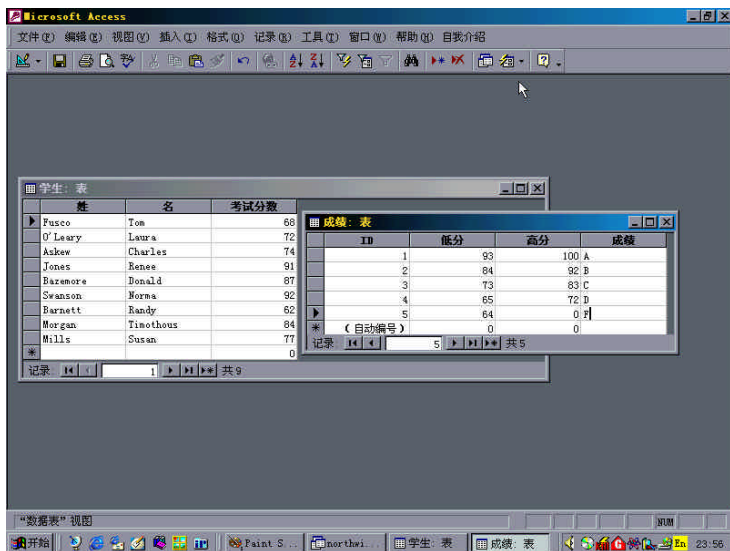 Microsoft Access
文件(F) 编辑(E) 视图(V) 插入(I) 格式(O) 记录(R) 工具(T) 窗口(W) 帮助(H) 自我介绍
学生: 表
姓 名 考试分数
Fusco Tom 68
O'Leary Laura 72
Askew Charles 74
Jones Renee 91
Bazemore Donald 87
Swanson Norma 92
Barnett Randy 62
Morgan Timothous 84
Mills Susan 77
0
记录: 1 共 9
成绩: 表
ID 低分 高分 成绩
1 93 100 A
2 84 92 B
3 73 83 C
4 65 72 D
5 64 0 F
(自动编号) 0 0
记录: 5 共 5
“数据表”视图
NUM
开始 Paint S... northwi... 学生: 表 成绩: 表 En 23:56